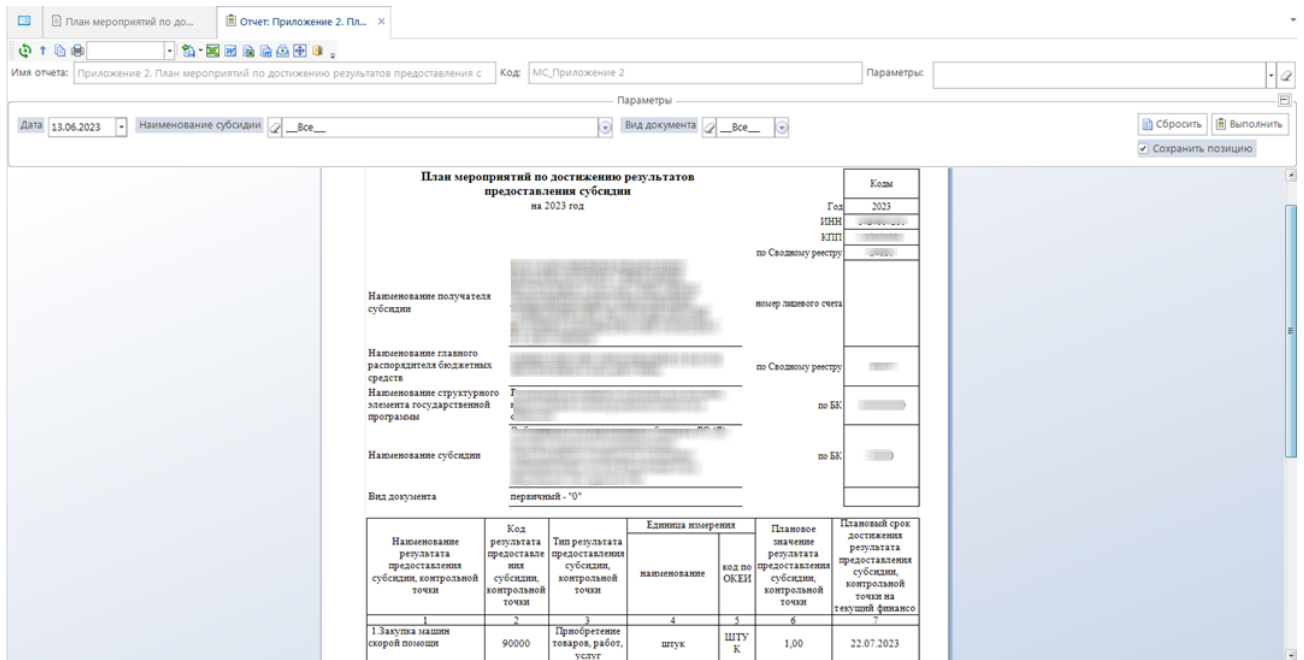 План мероприятий по до...
Отчет: Приложение 2. Пл...
Имя отчета: Приложение 2. План мероприятий по достижению результатов предоставления с Код: МС_Приложение 2 Параметры:
Параметры
Дата 13.06.2023 Наименование субсидии __Все__ Вид документа __Все__ Сбросить Выполнить
Сохранить позицию
План мероприятий по достижению результатов
предоставления субсидии
на 2023 год
Коды
Год 2023
ИНН
КПП
по Сводному реестру
Наименование получателя
субсидии
номер лицевого счета
Наименование главного
распорядителя бюджетных
средств
по Сводному реестру
Наименование структурного
элемента государственной
программы
по БК
Наименование субсидии
по БК
Вид документа первичный - "0"
Наименование
результата
предоставления
субсидии, контрольной
точки
Код
результата
предоставле
ния
субсидии,
контрольной
точки
Тип результата
предоставления
субсидии,
контрольной
точки
Единица измерения
наименование
код по
ОКЕИ
Плановое
значение
результата
предоставления
субсидии,
контрольной
точки
Плановый срок
достижения
результата
предоставления
субсидии,
контрольной
точки на
текущий финансо
1 2 3 4 5 6 7
1.Закупка машин
скорой помощи
90000
Приобретение
товаров, работ,
услуг
штук
ШТУ
К
1,00
22.07.2023